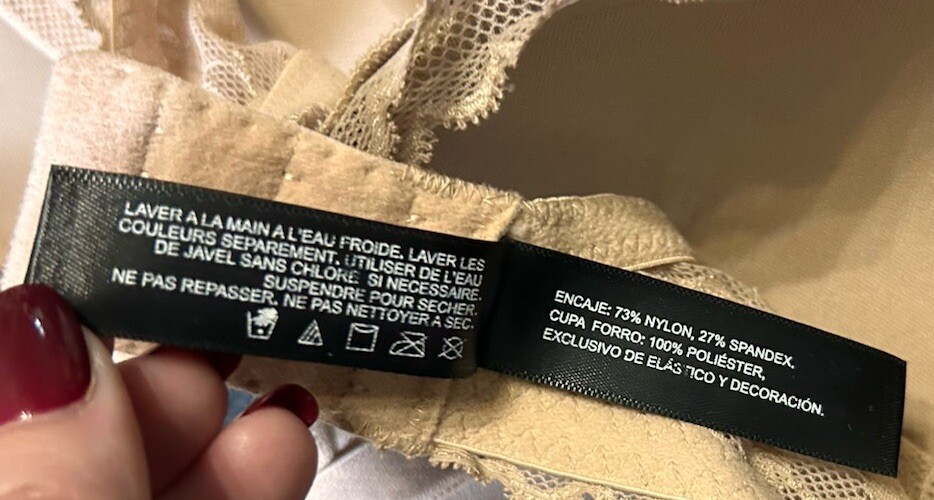 LAVER A LA MAIN A L'EAU FROIDE. LAVER LES
COULEURS SEPAREMENT. UTILISER DE L'EAU
DE JAVEL SANS CHLORE SI NECESSAIRE.
SUSPENDRE POUR SECHER.
NE PAS REPASSER. NE PAS NETTOYER A SEC.
ENCAJE: 73% NYLON, 27% SPANDEX.
CUPA FORRO: 100% POLIÉSTER,
EXCLUSIVO DE ELÁSTICO Y DECORACIÓN.